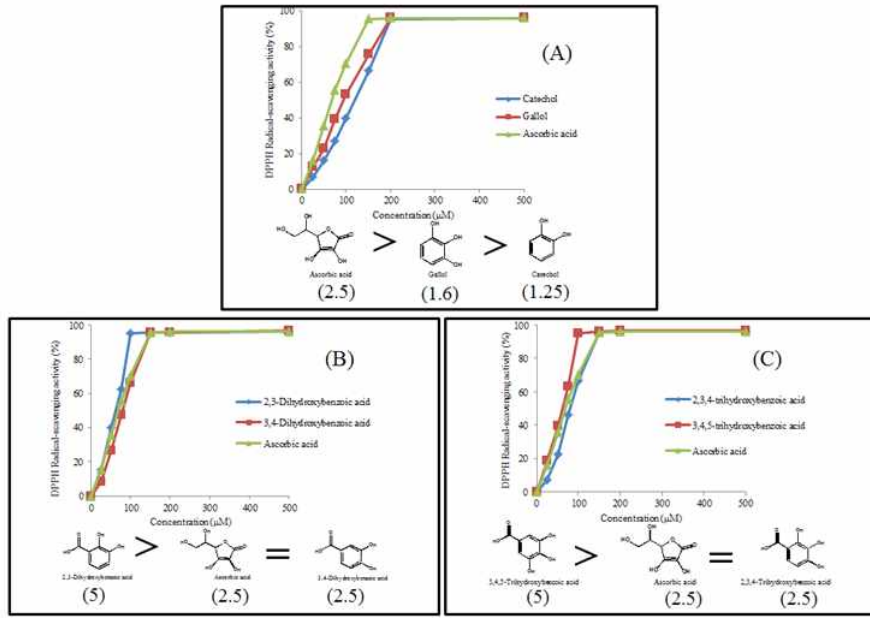 DPPH Radical-scavenging activity (%)
100
80
60
40
20
0
(A)
Catechol
Gallol
Ascorbic acid
0 100 200 300 400 500
Concentration (μM)
Ascorbic acid > Gallol > Catechol
(2.5) (1.6) (1.25)
DPPH Radical-scavenging activity (%)
100
80
60
40
20
0
(B)
2,3-Dihydroxybenzoic acid
3,4-Dihydroxybenzoic acid
Ascorbic acid
0 100 200 300 400 500
Concentration (μM)
2,3-Dihydroxybenzoic acid > Ascorbic acid = 3,4-Dihydroxybenzoic acid
(5) (2.5) (2.5)
DPPH Radical-scavenging activity (%)
100
80
60
40
20
0
(C)
2,3,4-trihydroxybenzoic acid
3,4,5-trihydroxybenzoic acid
Ascorbic acid
0 100 200 300 400 500
Concentration (μM)
3,4,5-Trihydroxybenzoic acid > Ascorbic acid = 2,3,4-Trihydroxybenzoic acid
(5) (2.5) (2.5)